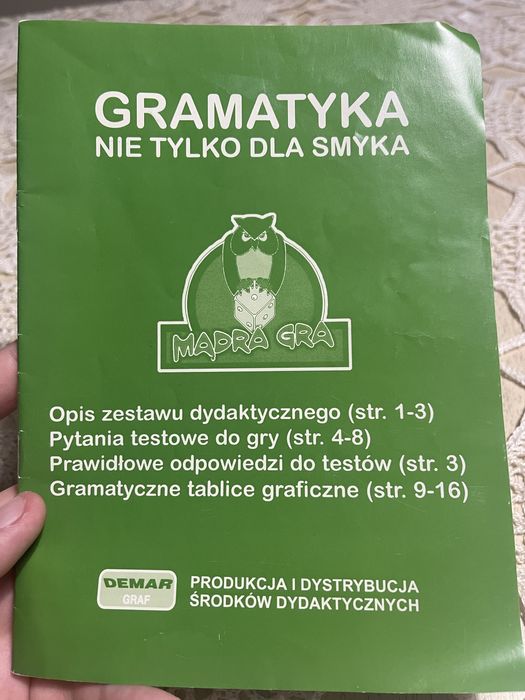 GRAMATYKA
NIE TYLKO DLA SMYKA
MĄDRA GRA
Opis zestawu dydaktycznego (str. 1-3)
Pytania testowe do gry (str. 4-8)
Prawidłowe odpowiedzi do testów (str. 3)
Gramatyczne tablice graficzne (str. 9-16)
DEMAR
GRAF
PRODUKCJA I DYSTRYBUCJA
ŚRODKÓW DYDAKTYCZNYCH